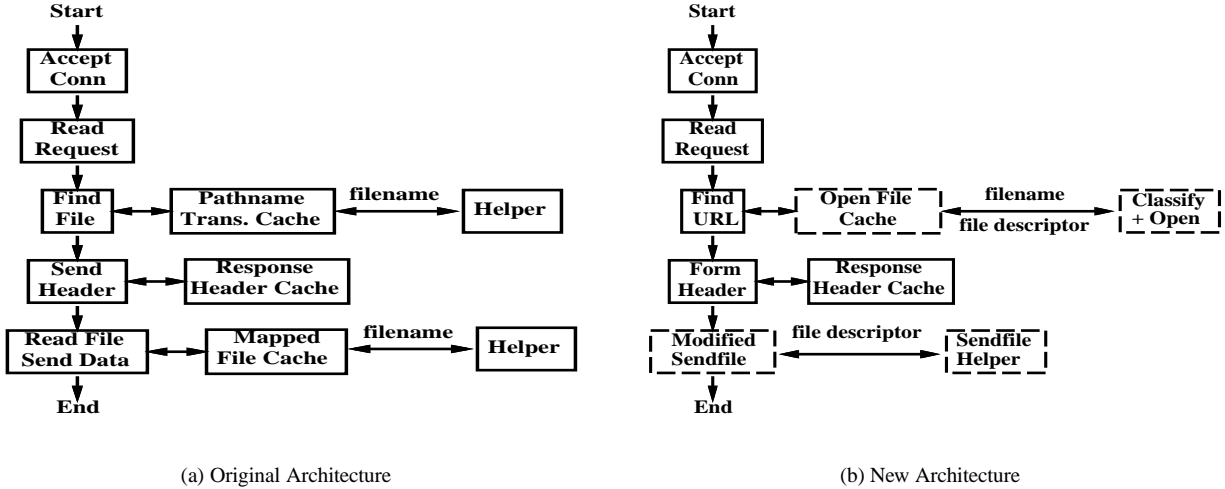 Start
Accept
Conn
Read
Request
Find
File
Pathname
Trans. Cache
filename
Helper
Send
Header
Response
Header Cache
Read File
Send Data
Mapped
File Cache
filename
Helper
End
(a) Original Architecture
Start
Accept
Conn
Read
Request
Find
URL
Open File
Cache
filename
file descriptor
Classify
+ Open
Form
Header
Response
Header Cache
Modified
Sendfile
file descriptor
Sendfile
Helper
End
(b) New Architecture